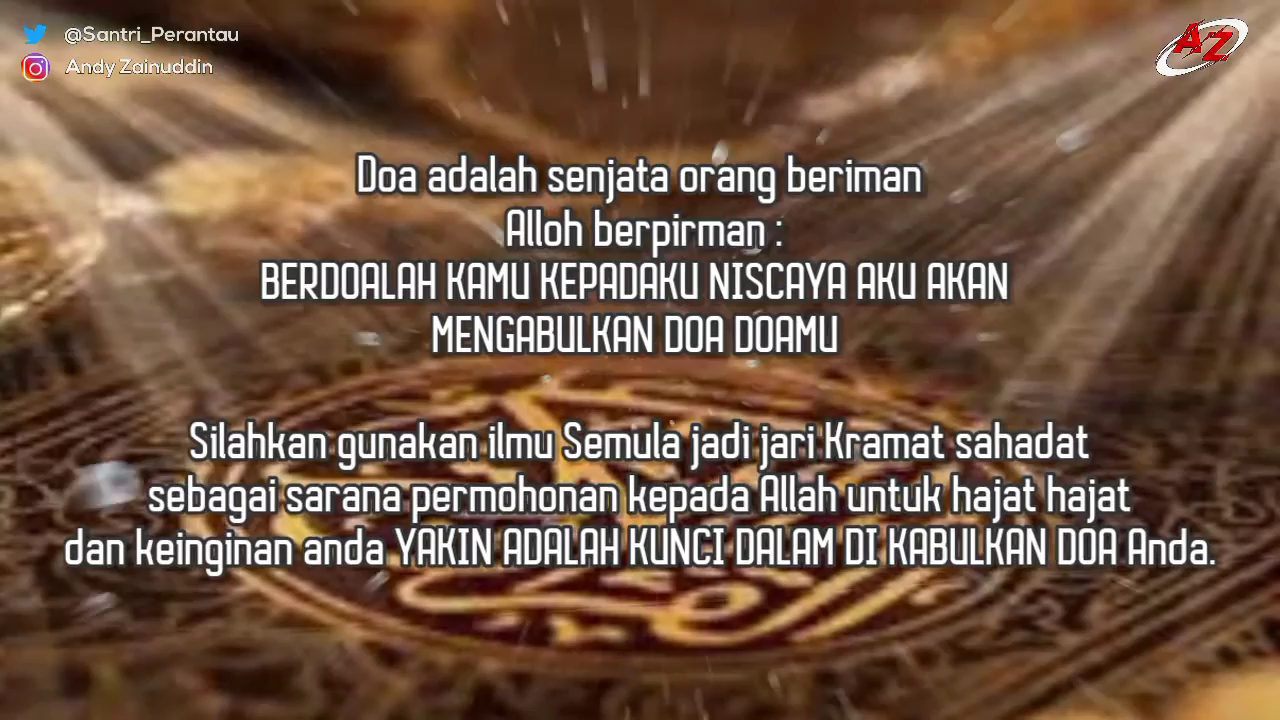 @Santri_Perantau
Andy Zainuddin
AZ
Doa adalah senjata orang beriman
Alloh berpirman :
BERDOALAH KAMU KEPADAKU NISCAYA AKU AKAN
MENGABULKAN DOA DOAMU
Silahkan gunakan ilmu Semula jadi jari Kramat sahadat
sebagai sarana permohonan kepada Allah untuk hajat hajat
dan keinginan anda YAKIN ADALAH KUNCI DALAM DI KABULKAN DOA Anda.